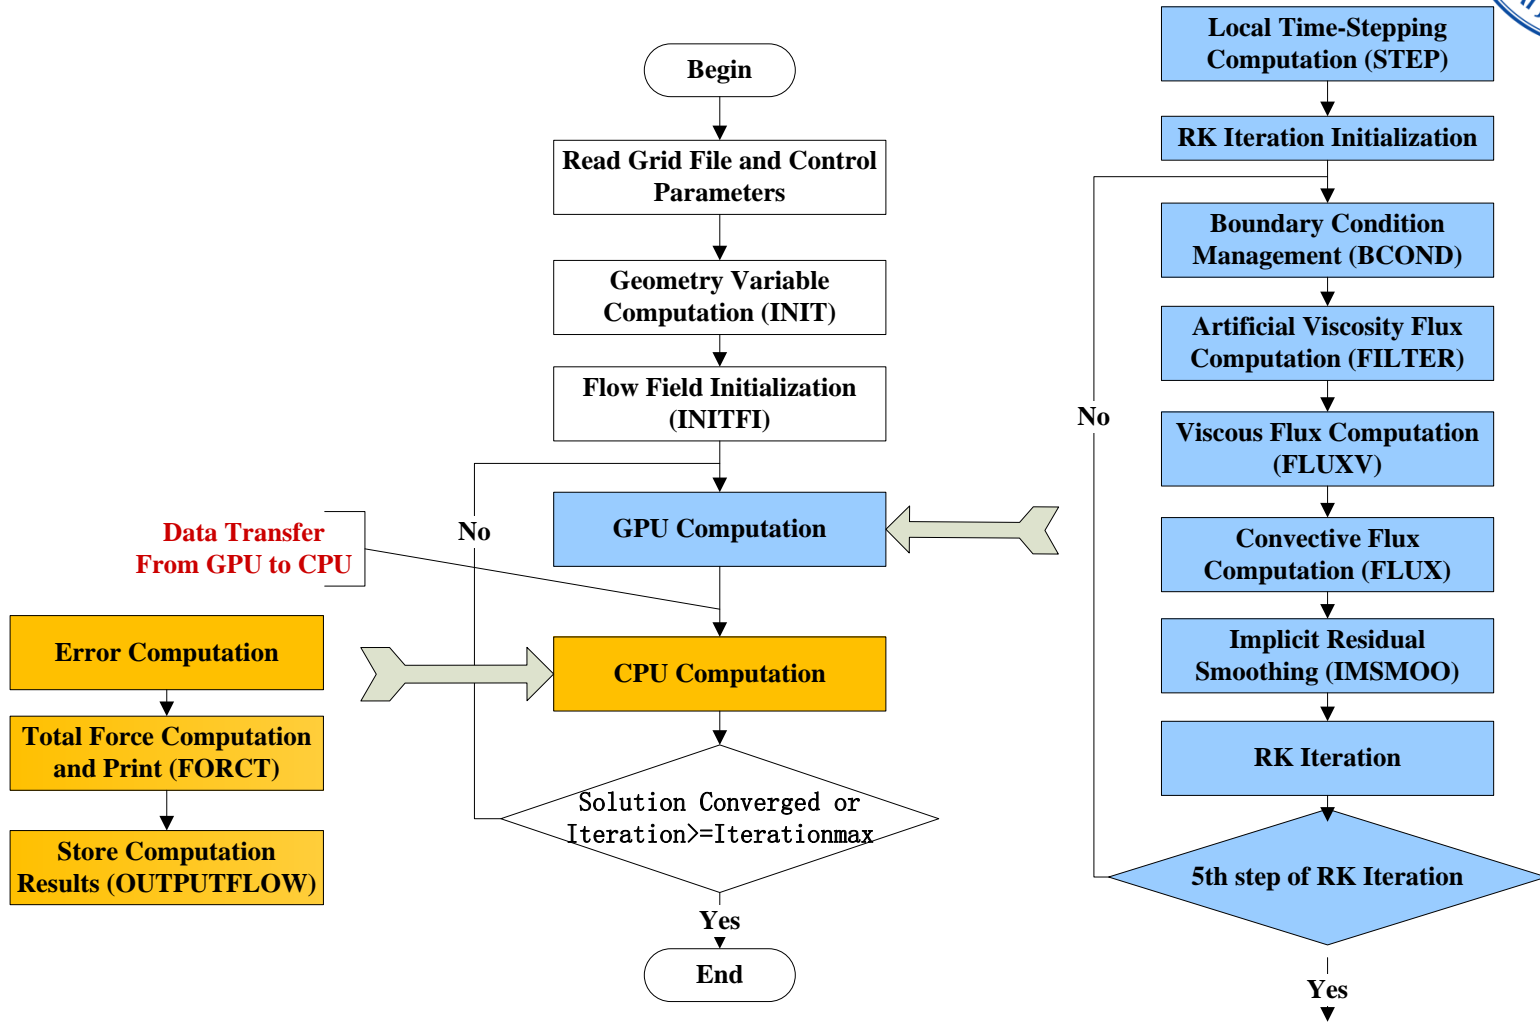 Begin
Read Grid File and Control
Parameters
Geometry Variable
Computation (INIT)
Flow Field Initialization
(INITFI)
No
GPU Computation
Data Transfer
From GPU to CPU
CPU Computation
Solution Converged or
Iteration>=Iterationmax
Yes
End
Error Computation
Total Force Computation
and Print (FORCT)
Store Computation
Results (OUTPUTFLOW)
Local Time-Stepping
Computation (STEP)
RK Iteration Initialization
Boundary Condition
Management (BCOND)
Artificial Viscosity Flux
Computation (FILTER)
No
Viscous Flux Computation
(FLUXV)
Convective Flux
Computation (FLUX)
Implicit Residual
Smoothing (IMSMOO)
RK Iteration
5th step of RK Iteration
Yes